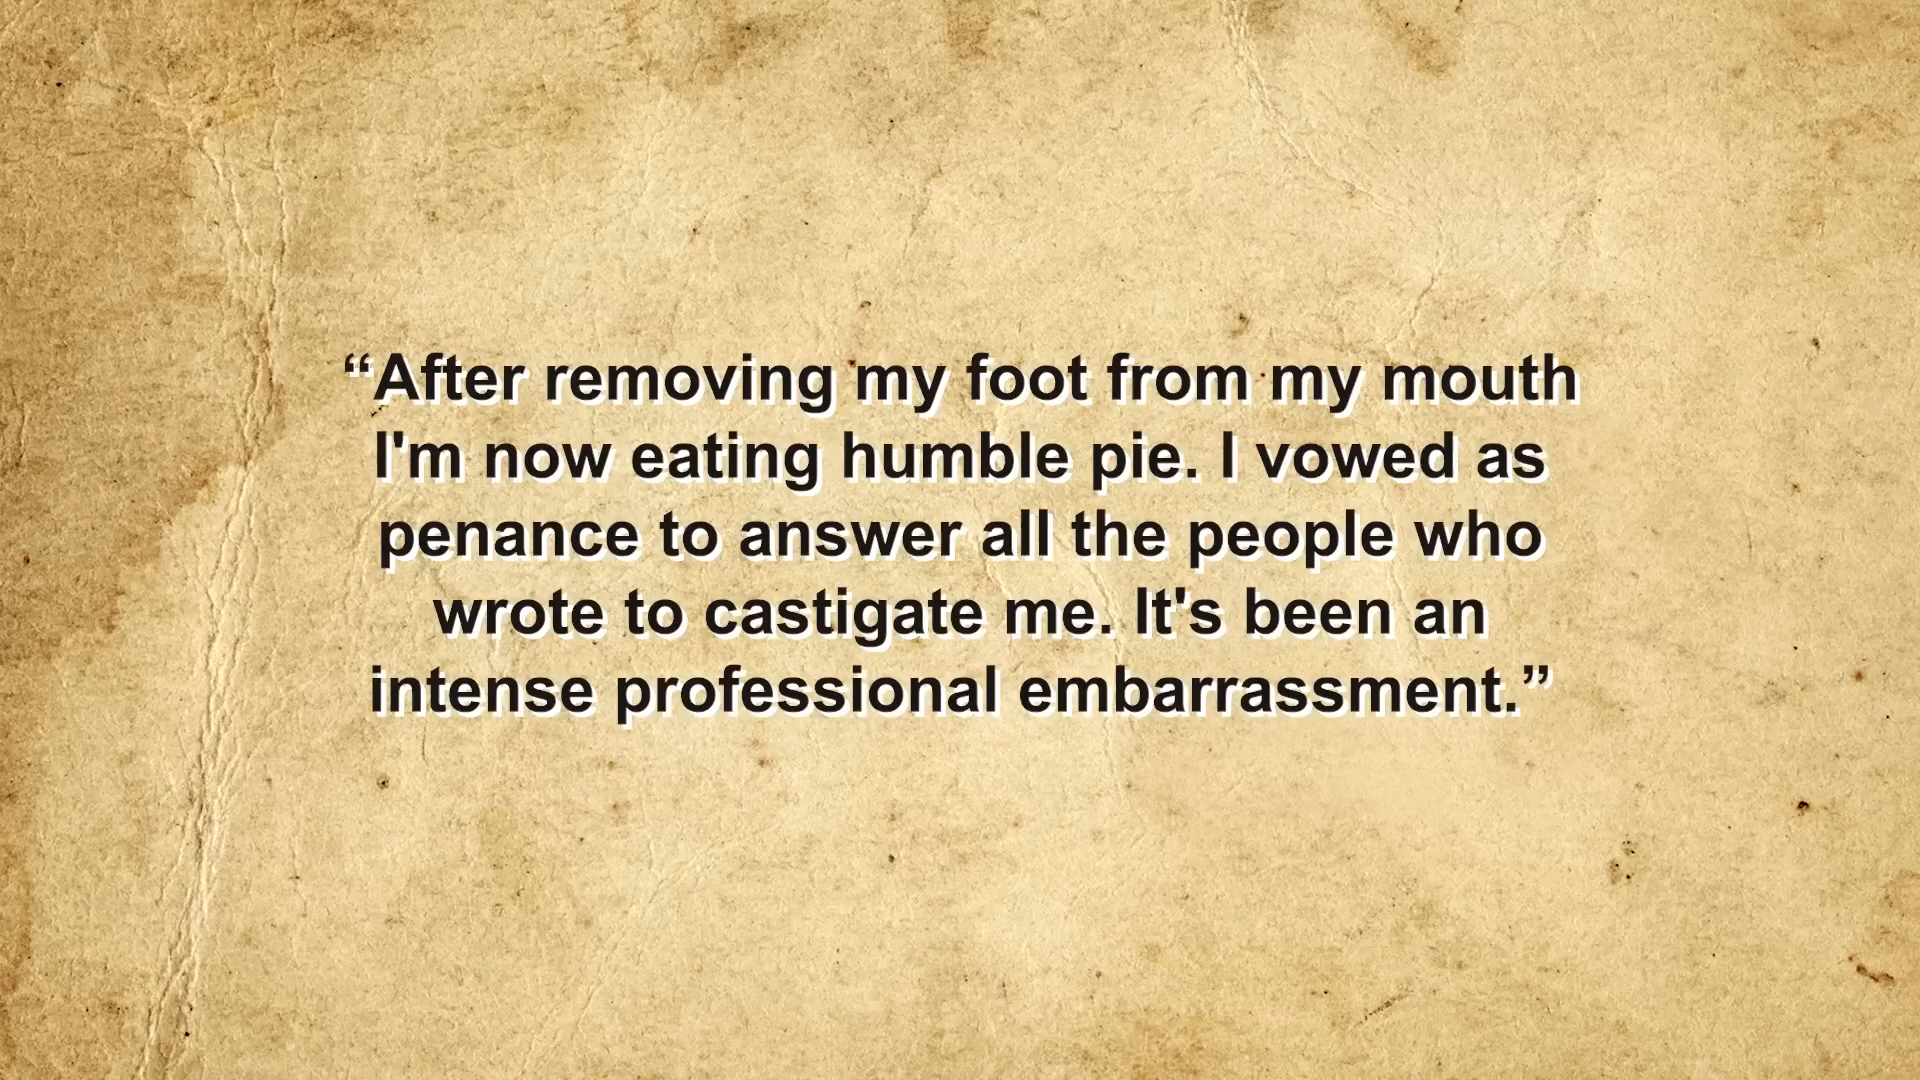 “After removing my foot from my mouth
I'm now eating humble pie. I vowed as
penance to answer all the people who
wrote to castigate me. It's been an
intense professional embarrassment.”